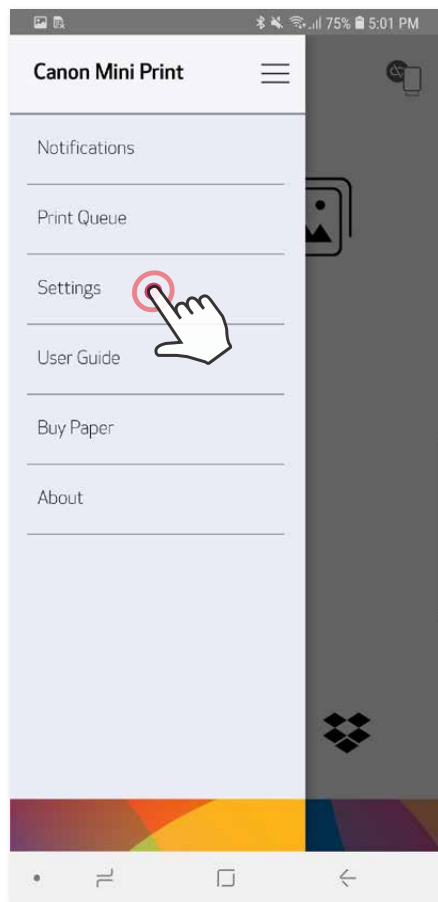 75% 5:01 PM
Canon Mini Print
Notifications
Print Queue
Settings
User Guide
Buy Paper
About